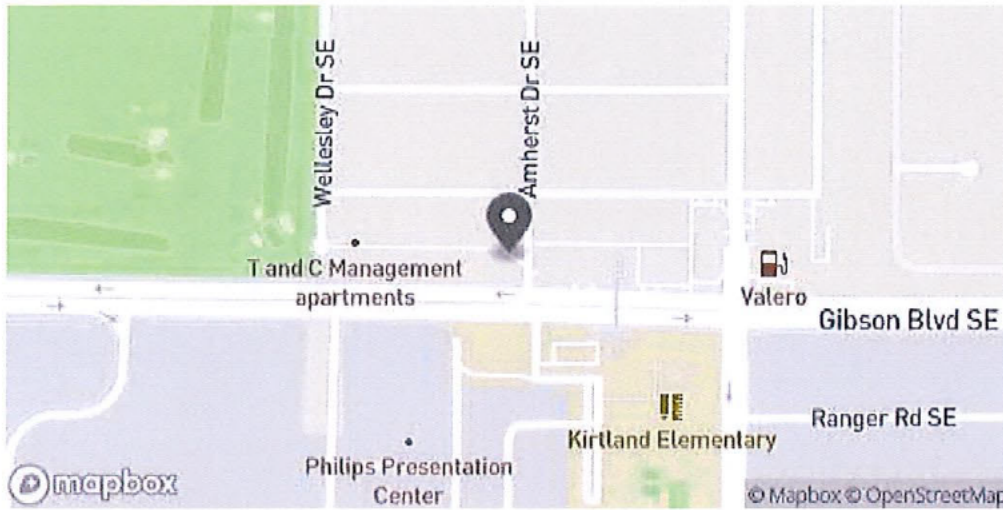 Wellesley Dr SE
Amherst Dr SE
T and C Management
apartments
Valero
Gibson Blvd SE
Kirtland Elementary
Ranger Rd SE
Philips Presentation
Center
mapbox
© Mapbox © OpenStreetMap